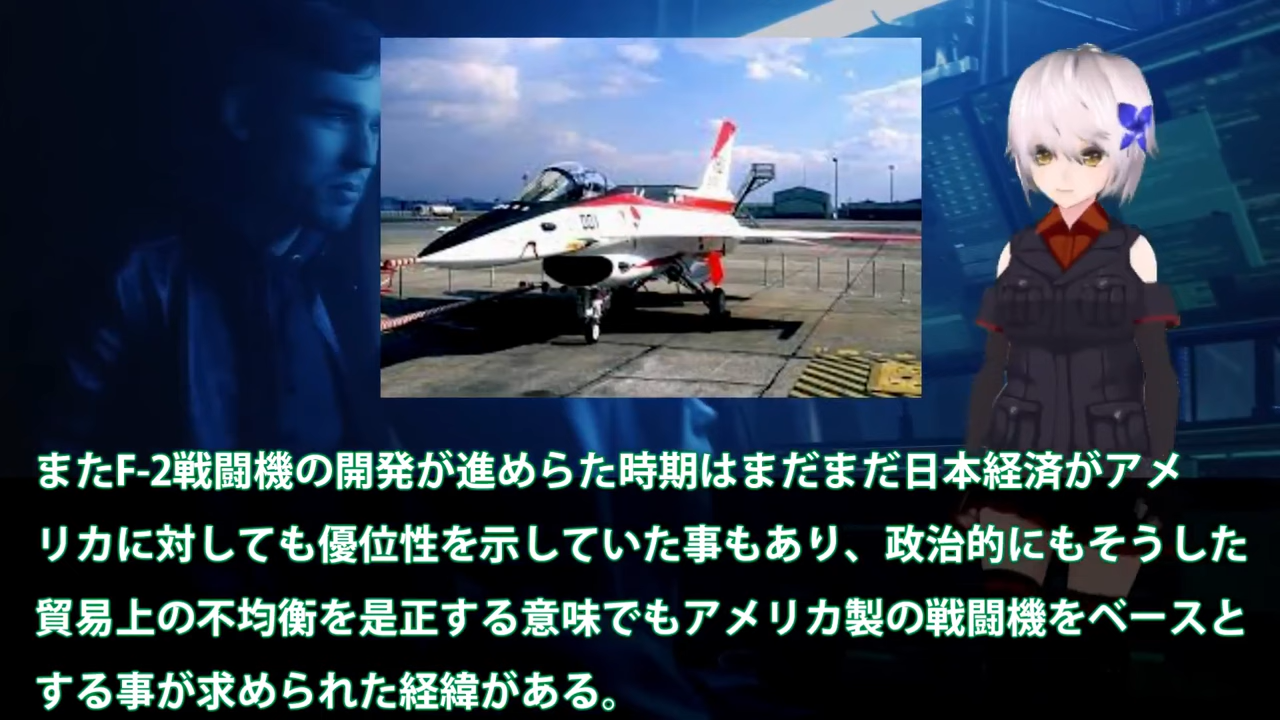 001
またF-2戦闘機の開発が進めらた時期はまだまだ日本経済がアメ
リカに対しても優位性を示していた事もあり、政治的にもそうした
貿易上の不均衡を是正する意味でもアメリカ製の戦闘機をベースと
する事が求められた経緯がある。